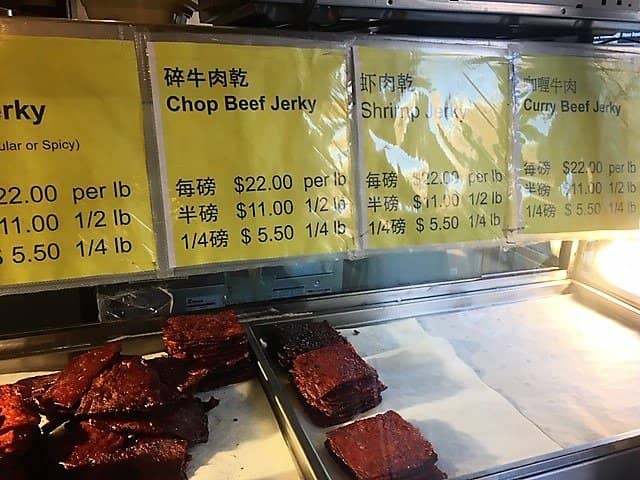 erky
ular or Spicy)
22.00 per lb
11.00 1/2 lb
$ 5.50 1/4 lb
碎牛肉乾
Chop Beef Jerky
每磅 $22.00 per lb
半磅 $11.00 1/2 lb
1/4磅 $ 5.50 1/4 lb
虾肉乾
Shrimp Jerky
每磅 $22.00 per lb
半磅 $11.00 1/2 lb
1/4磅 $ 5.50 1/4 lb
咖喱牛肉
Curry Beef Jerky
每磅 $22.00 per lb
半磅 $11.00 1/2 lb
1/4磅 $ 5.50 1/4 lb